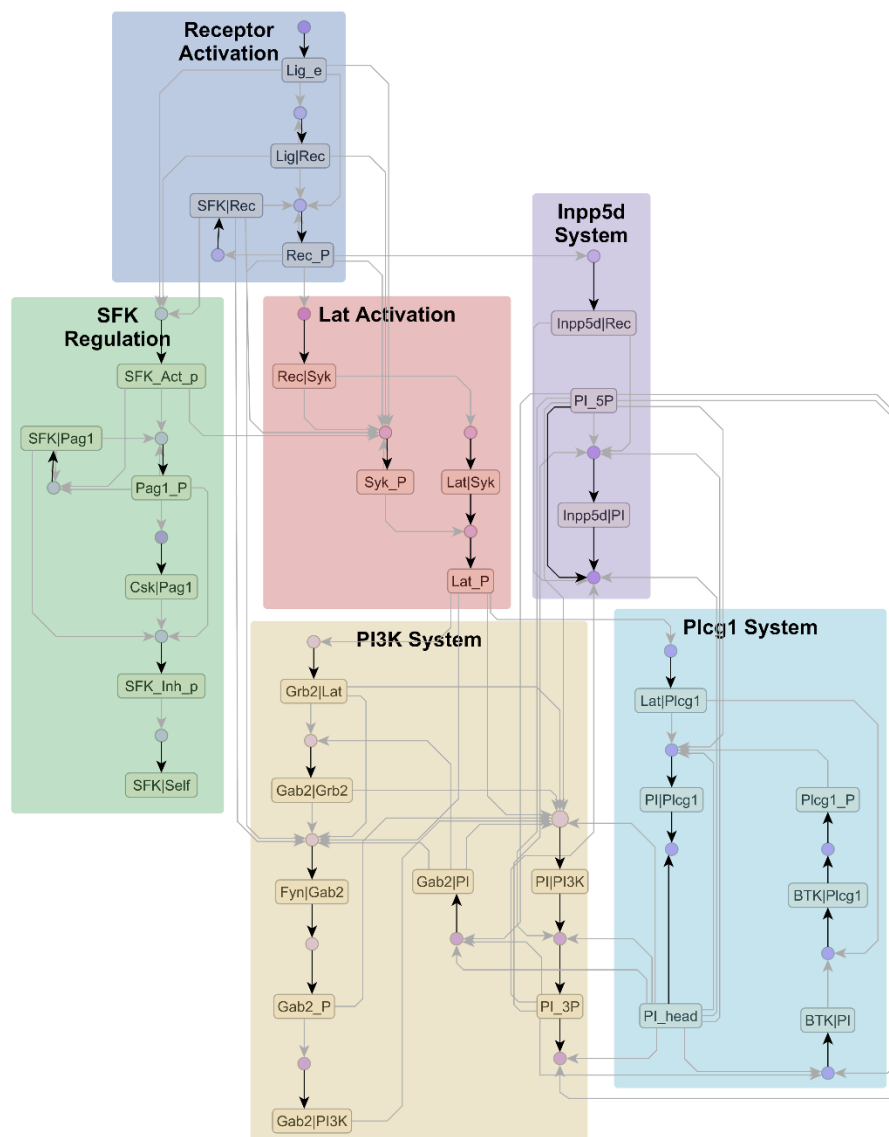 Receptor
Activation
Lig_e
Lig|Rec
SFK|Rec
Rec_P
Inpp5d
System
Inpp5d|Rec
PI_5P
Inpp5d|PI
SFK
Regulation
SFK_Act_p
SFK|Pag1
Pag1_P
Csk|Pag1
SFK_Inh_p
SFK|Self
Lat Activation
Rec|Syk
Syk_P
Lat|Syk
Lat_P
PI3K System
Grb2|Lat
Gab2|Grb2
Fyn|Gab2
Gab2|PI
PI|PI3K
Gab2_P
PI_3P
Gab2|PI3K
Plcg1 System
Lat|Plcg1
PI|Plcg1
Plcg1_P
BTK|Plcg1
PI_head
BTK|PI